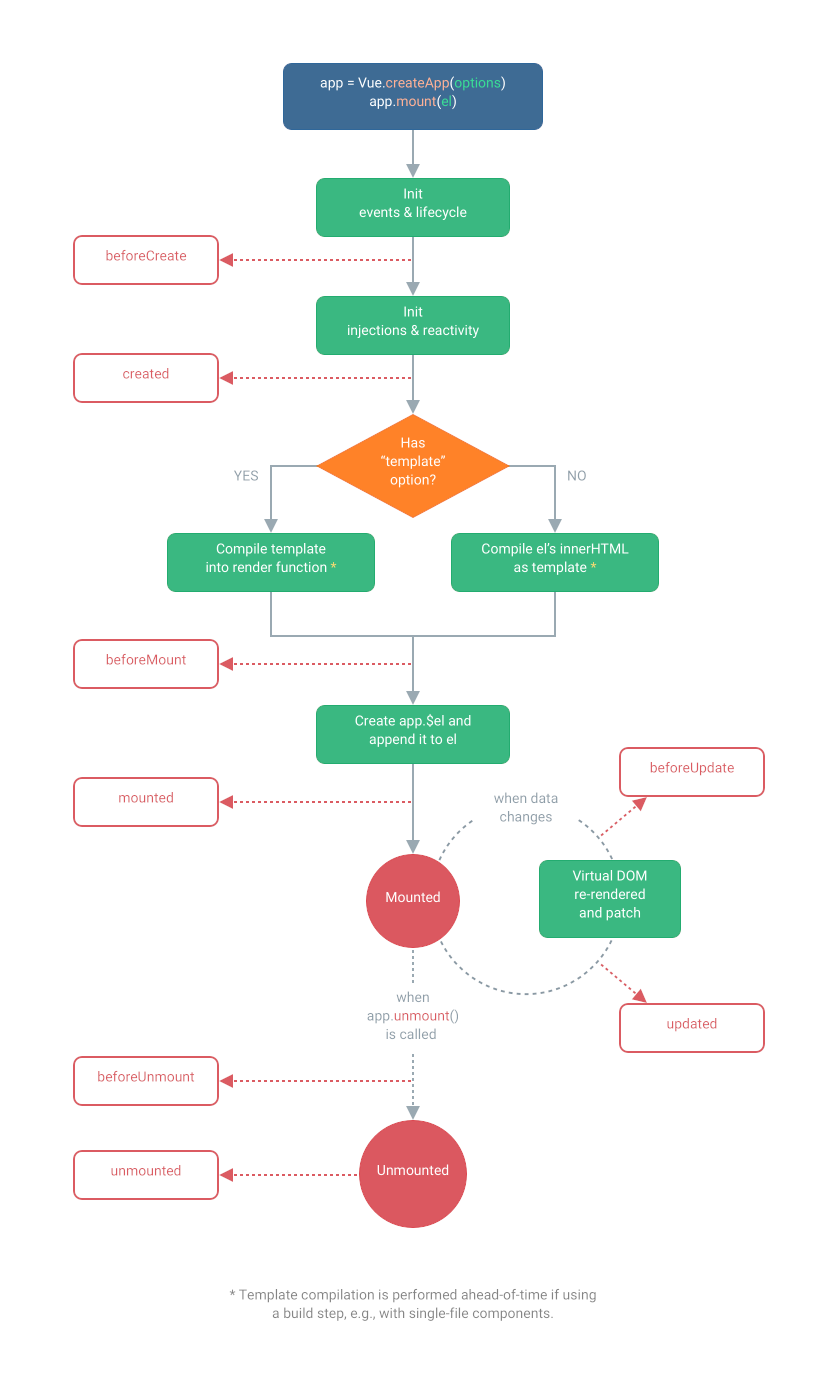 app = Vue.createApp(options)
app.mount(el)
Init
events & lifecycle
beforeCreate
Init
injections & reactivity
created
Has
“template”
option?
YES
NO
Compile template
into render function *
Compile el’s innerHTML
as template *
beforeMount
Create app.$el and
append it to el
mounted
beforeUpdate
when data
changes
Mounted
Virtual DOM
re-rendered
and patch
when
app.unmount()
is called
updated
beforeUnmount
unmounted
Unmounted
* Template compilation is performed ahead-of-time if using
a build step, e.g., with single-file components.